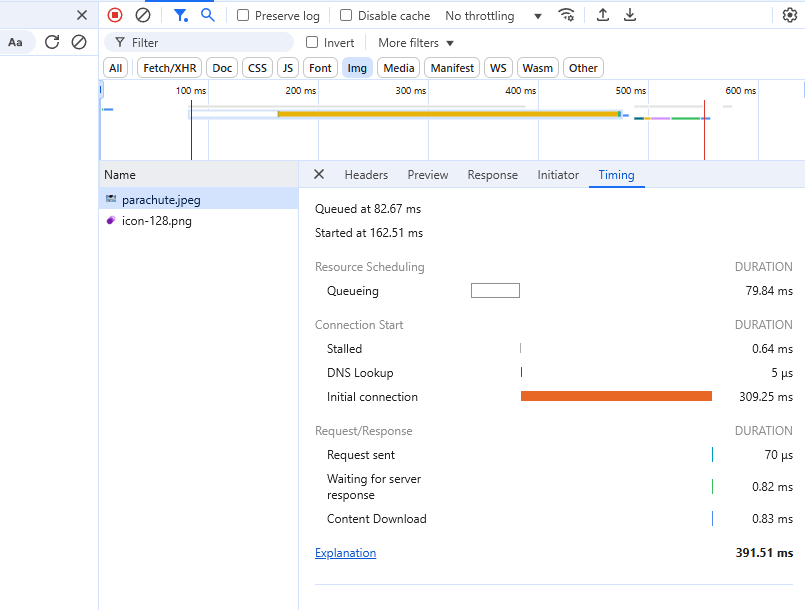 Preserve log
Disable cache
No throttling
Aa
Filter
Invert
More filters
All
Fetch/XHR
Doc
CSS
JS
Font
Img
Media
Manifest
WS
Wasm
Other
100 ms
200 ms
300 ms
400 ms
500 ms
600 ms
Name
Headers
Preview
Response
Initiator
Timing
parachute.jpeg
icon-128.png
Queued at 82.67 ms
Started at 162.51 ms
Resource Scheduling DURATION
Queueing 79.84 ms
Connection Start DURATION
Stalled 0.64 ms
DNS Lookup 5 μs
Initial connection 309.25 ms
Request/Response DURATION
Request sent 70 μs
Waiting for server
response 0.82 ms
Content Download 0.83 ms
Explanation 391.51 ms